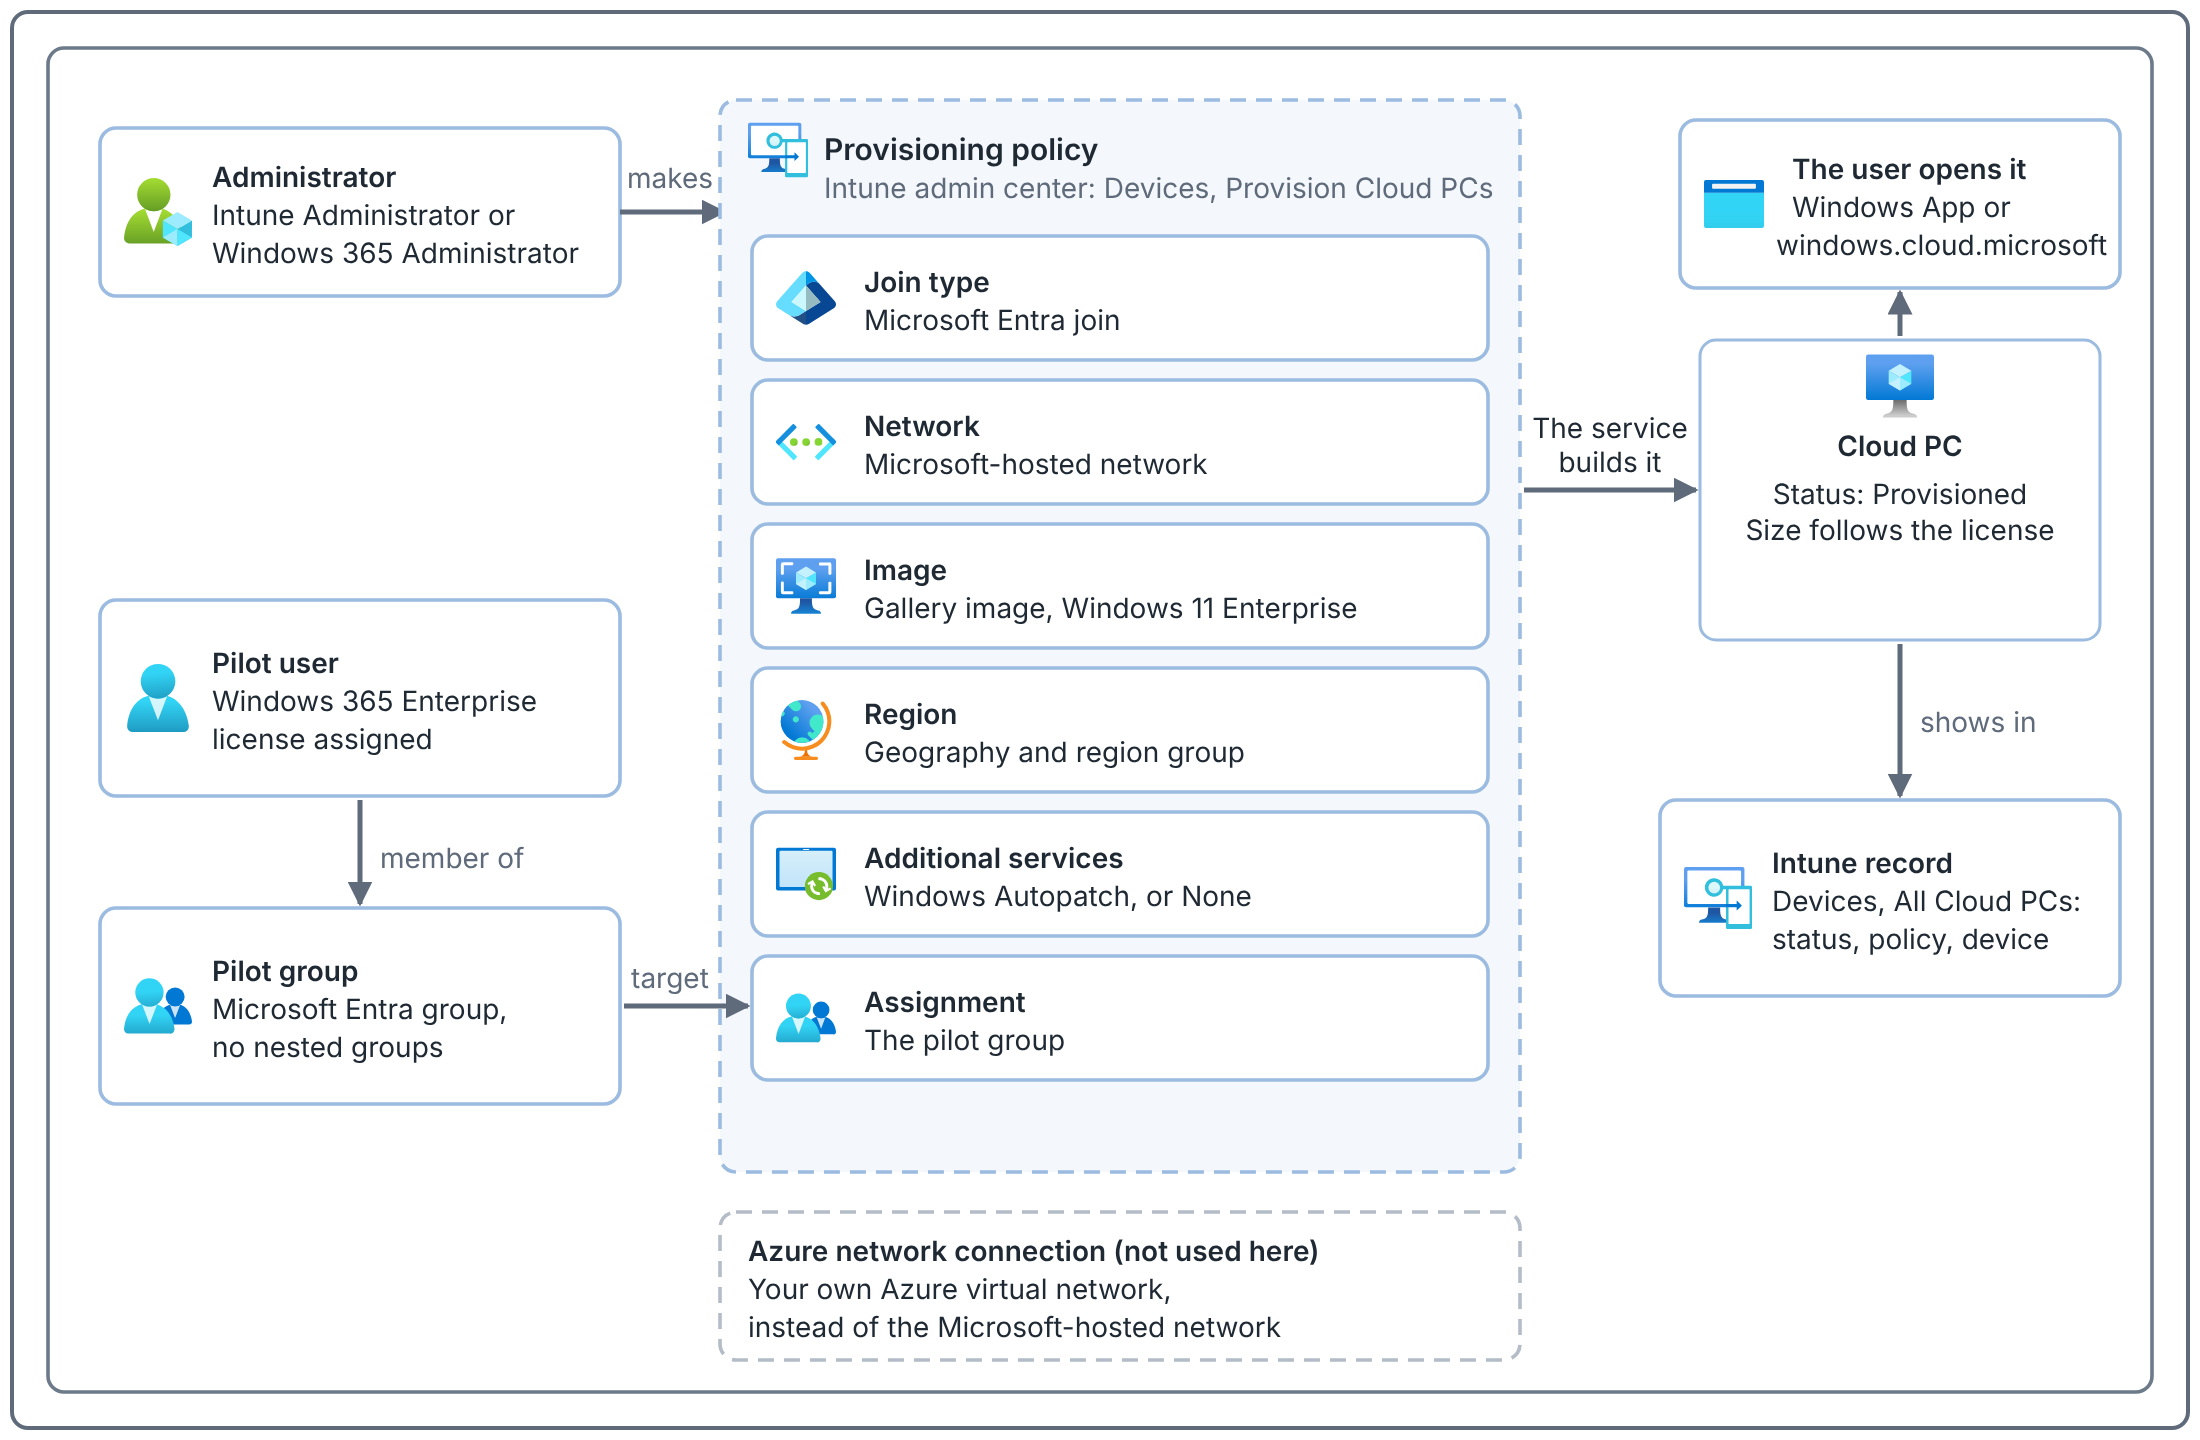 Administrator
Intune Administrator or
Windows 365 Administrator
makes
Pilot user
Windows 365 Enterprise
license assigned
member of
Pilot group
Microsoft Entra group,
no nested groups
target
Provisioning policy
Intune admin center: Devices, Provision Cloud PCs
Join type
Microsoft Entra join
Network
Microsoft-hosted network
Image
Gallery image, Windows 11 Enterprise
Region
Geography and region group
Additional services
Windows Autopatch, or None
Assignment
The pilot group
Azure network connection (not used here)
Your own Azure virtual network,
instead of the Microsoft-hosted network
The service
builds it
The user opens it
Windows App or
windows.cloud.microsoft
Cloud PC
Status: Provisioned
Size follows the license
shows in
Intune record
Devices, All Cloud PCs:
status, policy, device